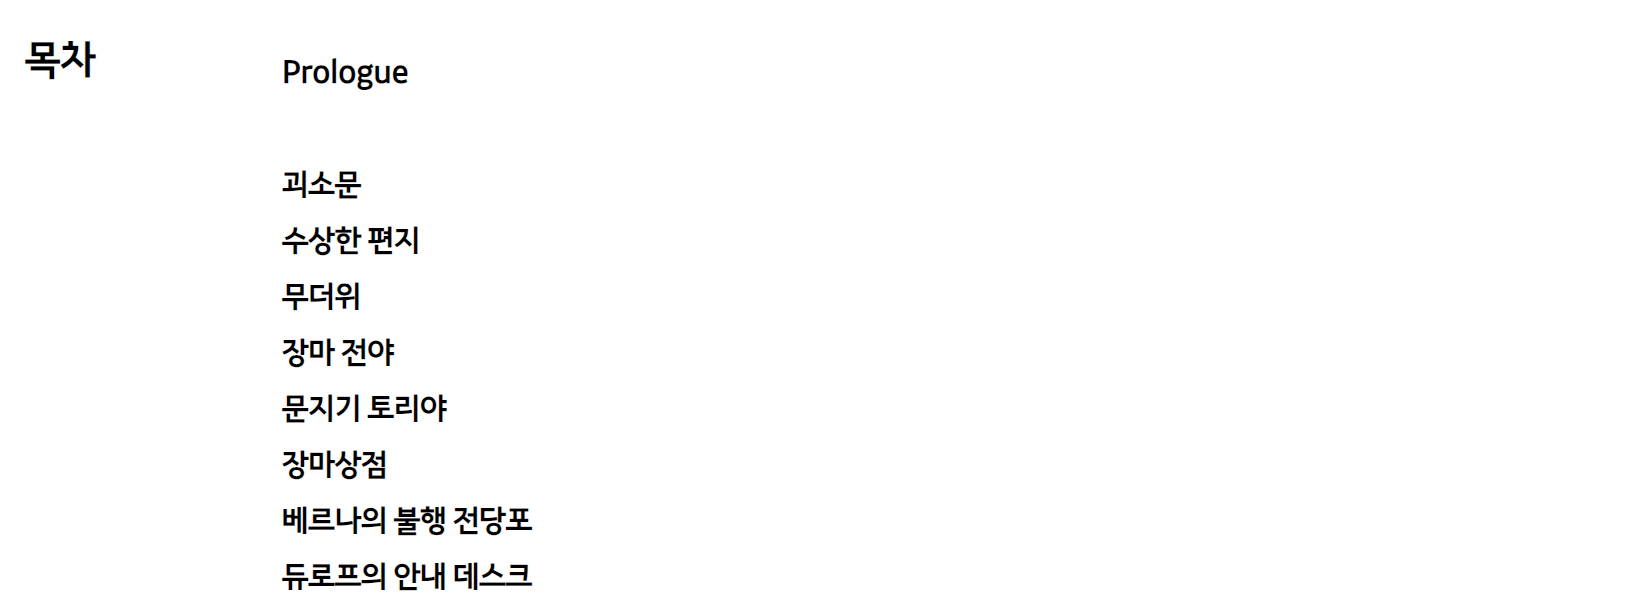 목차
Prologue
괴소문
수상한 편지
무더위
장마 전야
문지기 토리야
장마상점
베르나의 불행 전당포
듀로프의 안내 데스크